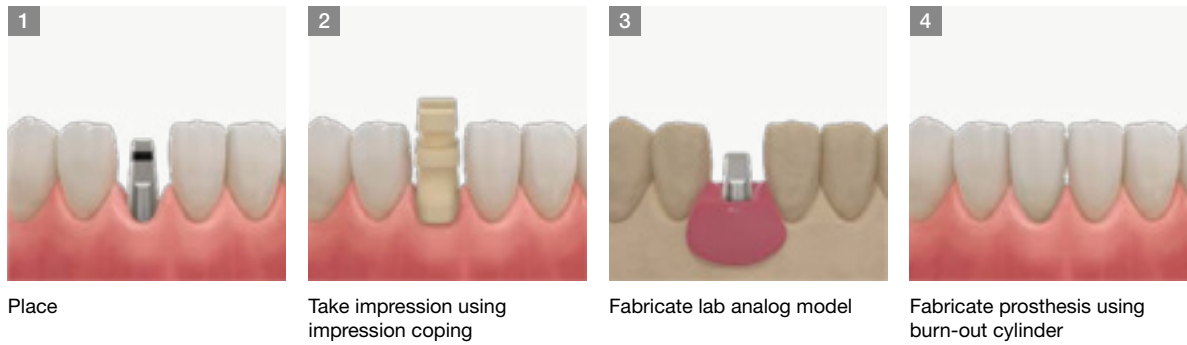 1
2
3
4
Place
Take impression using
impression coping
Fabricate lab analog model
Fabricate prosthesis using
burn-out cylinder